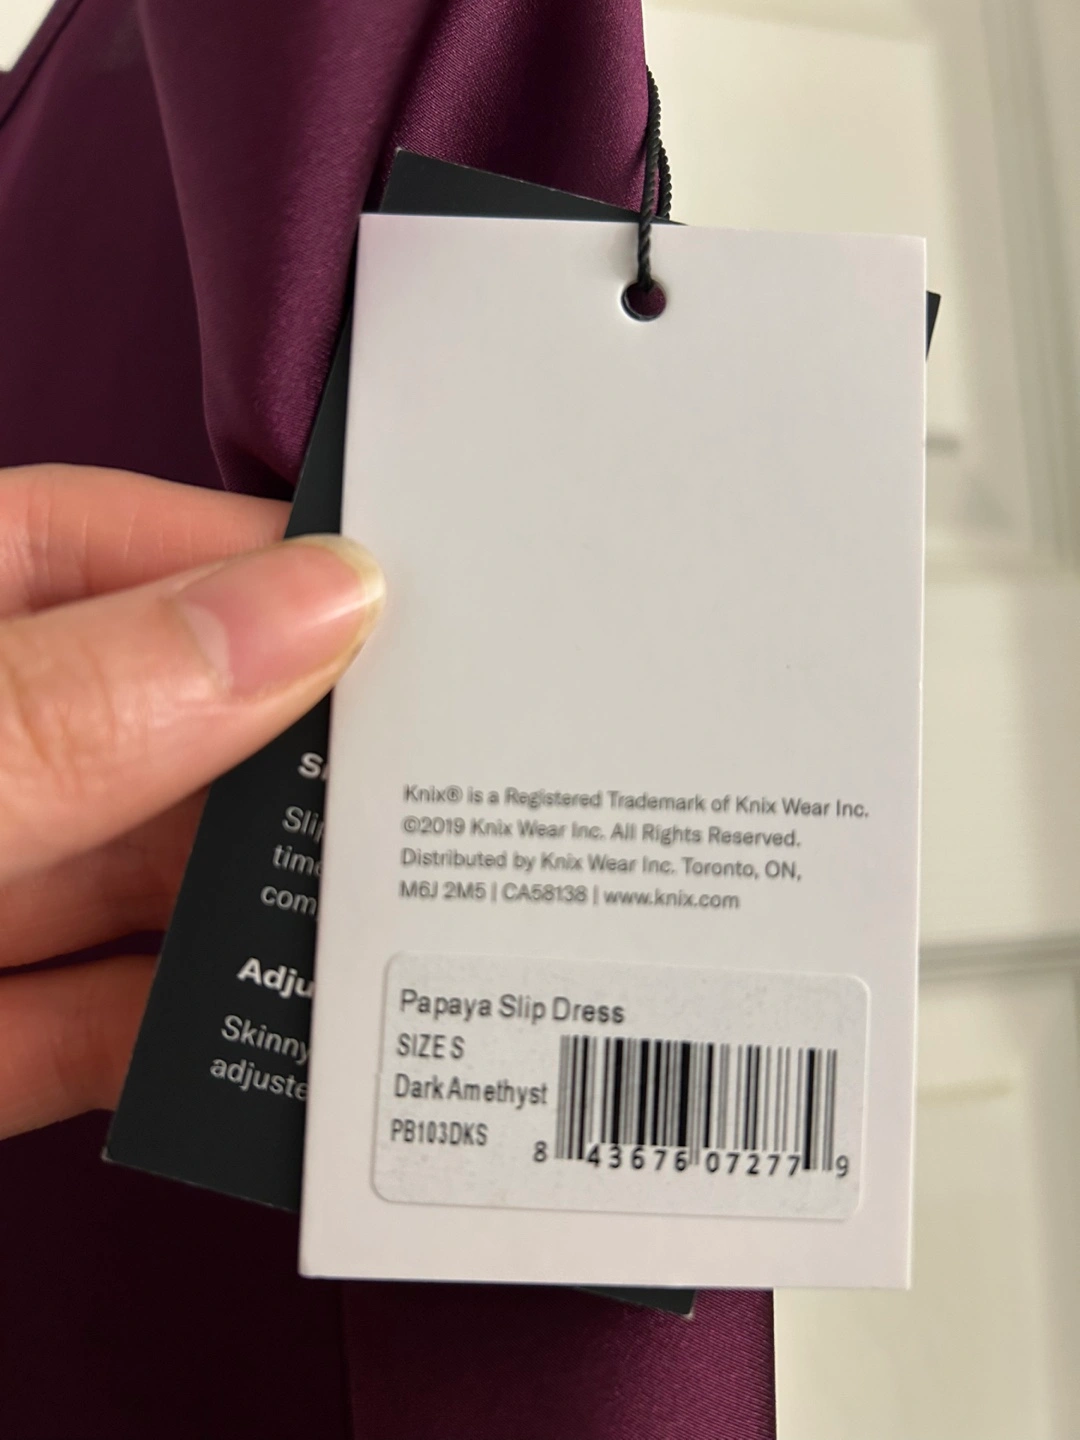 Knix® is a Registered Trademark of Knix Wear Inc.
©2019 Knix Wear Inc. All Rights Reserved.
Distributed by Knix Wear Inc. Toronto, ON,
M6J 2M5 | CA58138 | www.knix.com
Papaya Slip Dress
SIZE S
Dark Amethyst
PB103DKS
8 43676 07277 9
Adju
Skinny
adjuste